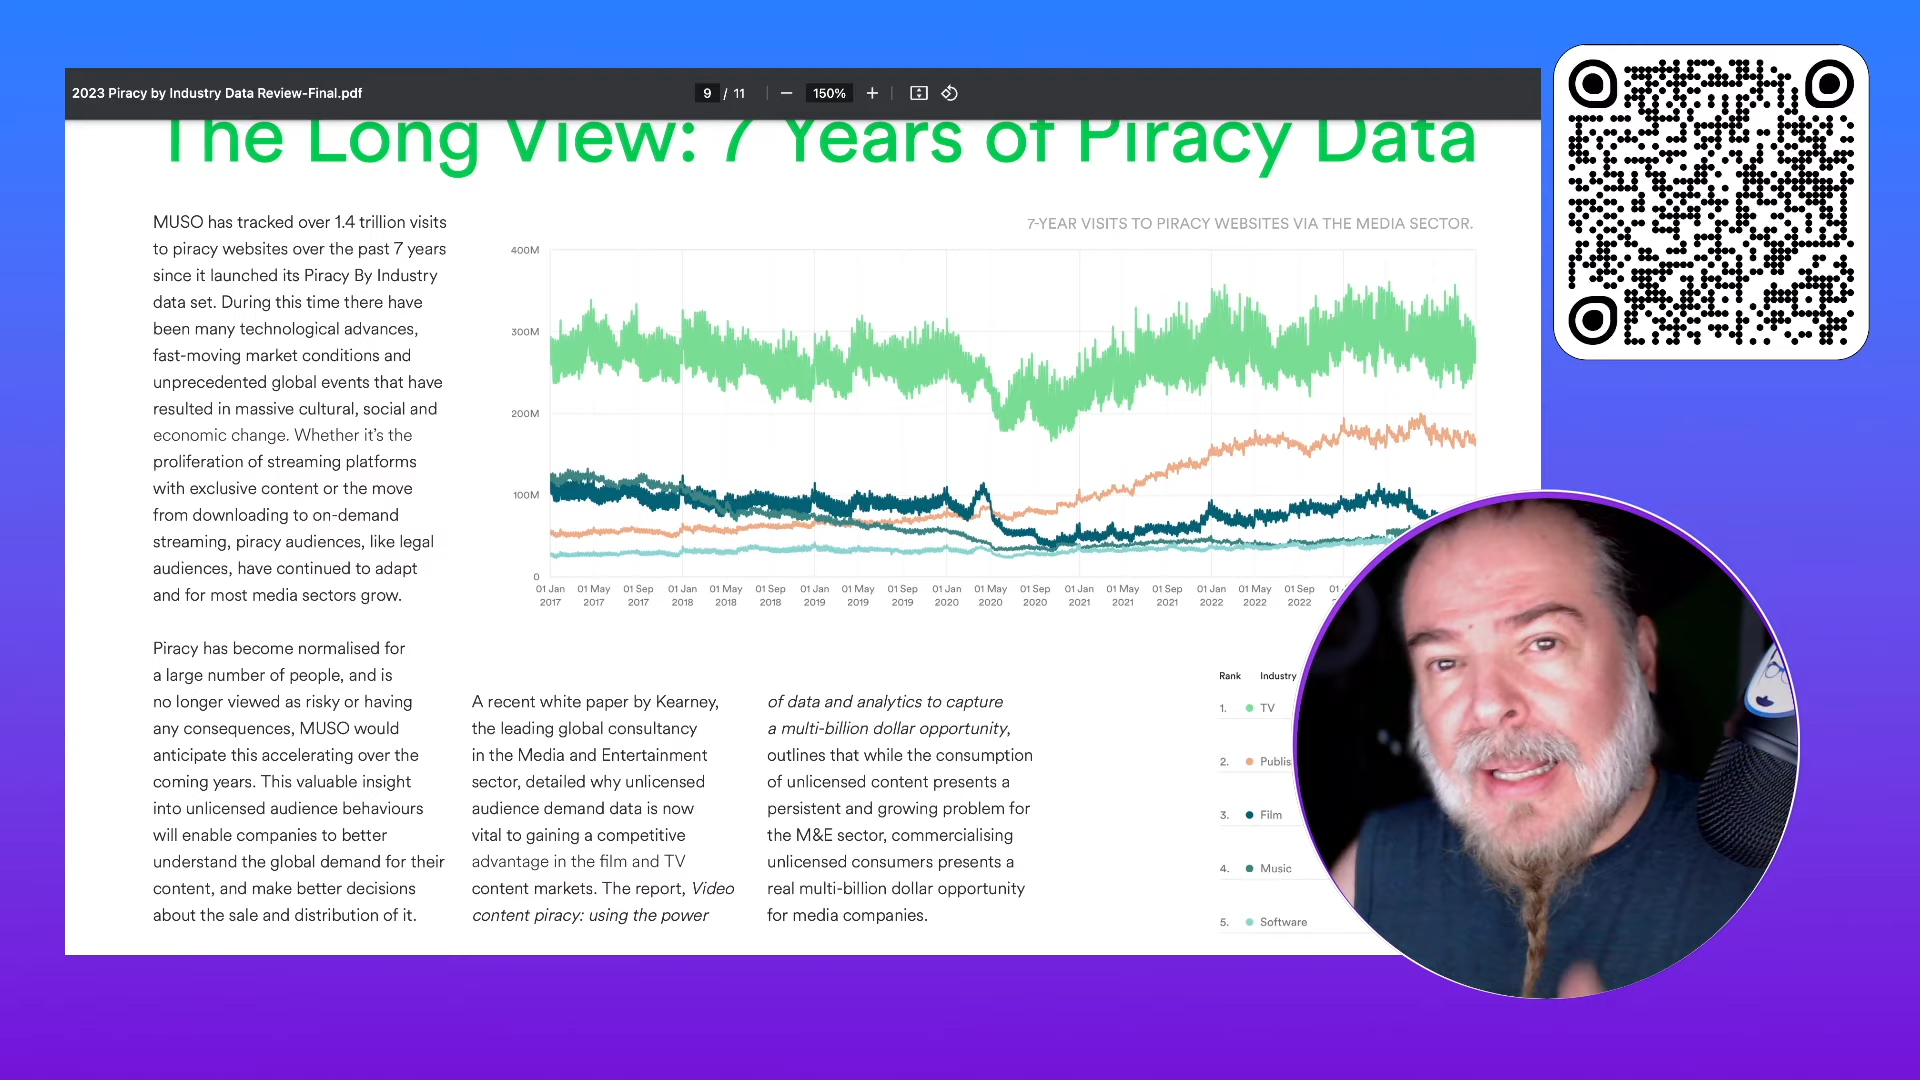 2023 Piracy by Industry Data Review-Final.pdf
9 / 11
150%
The Long View: 7 Years of Piracy Data
MUSO has tracked over 1.4 trillion visits
to piracy websites over the past 7 years
since it launched its Piracy By Industry
data set. During this time there have
been many technological advances,
fast-moving market conditions and
unprecedented global events that have
resulted in massive cultural, social and
economic change. Whether it's the
proliferation of streaming platforms
with exclusive content or the move
from downloading to on-demand
streaming, piracy audiences, like legal
audiences, have continued to adapt
and for most media sectors grow.
Piracy has become normalised for
a large number of people, and is
no longer viewed as risky or having
any consequences, MUSO would
anticipate this accelerating over the
coming years. This valuable insight
into unlicensed audience behaviours
will enable companies to better
understand the global demand for their
content, and make better decisions
about the sale and distribution of it.
7-YEAR VISITS TO PIRACY WEBSITES VIA THE MEDIA SECTOR.
400M
300M
200M
100M
0
01 Jan 01 May 01 Sep 01 Jan 01 May 01 Sep 01 Jan 01 May 01 Sep 01 Jan 01 May 01 Sep 01 Jan 01 May 01 Sep 01 Jan 01 May 01 Sep
2017 2017 2017 2018 2018 2018 2019 2019 2019 2020 2020 2020 2021 2021 2021 2022 2022 2022
A recent white paper by Kearney,
the leading global consultancy
in the Media and Entertainment
sector, detailed why unlicensed
audience demand data is now
vital to gaining a competitive
advantage in the film and TV
content markets. The report, Video
content piracy: using the power
of data and analytics to capture
a multi-billion dollar opportunity,
outlines that while the consumption
of unlicensed content presents a
persistent and growing problem for
the M&E sector, commercialising
unlicensed consumers presents a
real multi-billion dollar opportunity
for media companies.
Rank Industry
1. TV
2. Publis
3. Film
4. Music
5. Software